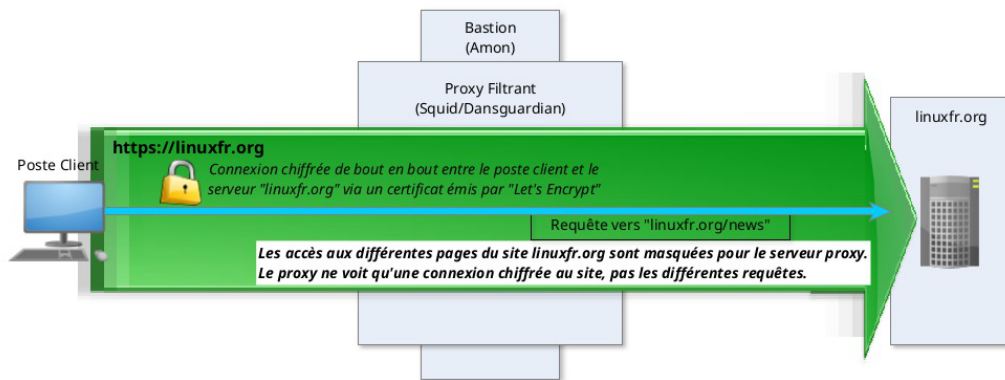 Bastion
(Amon)
Proxy Filtrant
(Squid/Dansguardian)
linuxfr.org
https://linuxfr.org
Poste Client
Connexion chiffrée de bout en bout entre le poste client et le
serveur "linuxfr.org" via un certificat émis par "Let's Encrypt"
Requête vers "linuxfr.org/news"
Les accès aux différentes pages du site linuxfr.org sont masquées pour le serveur proxy.
Le proxy ne voit qu'une connexion chiffrée au site, pas les différentes requêtes.